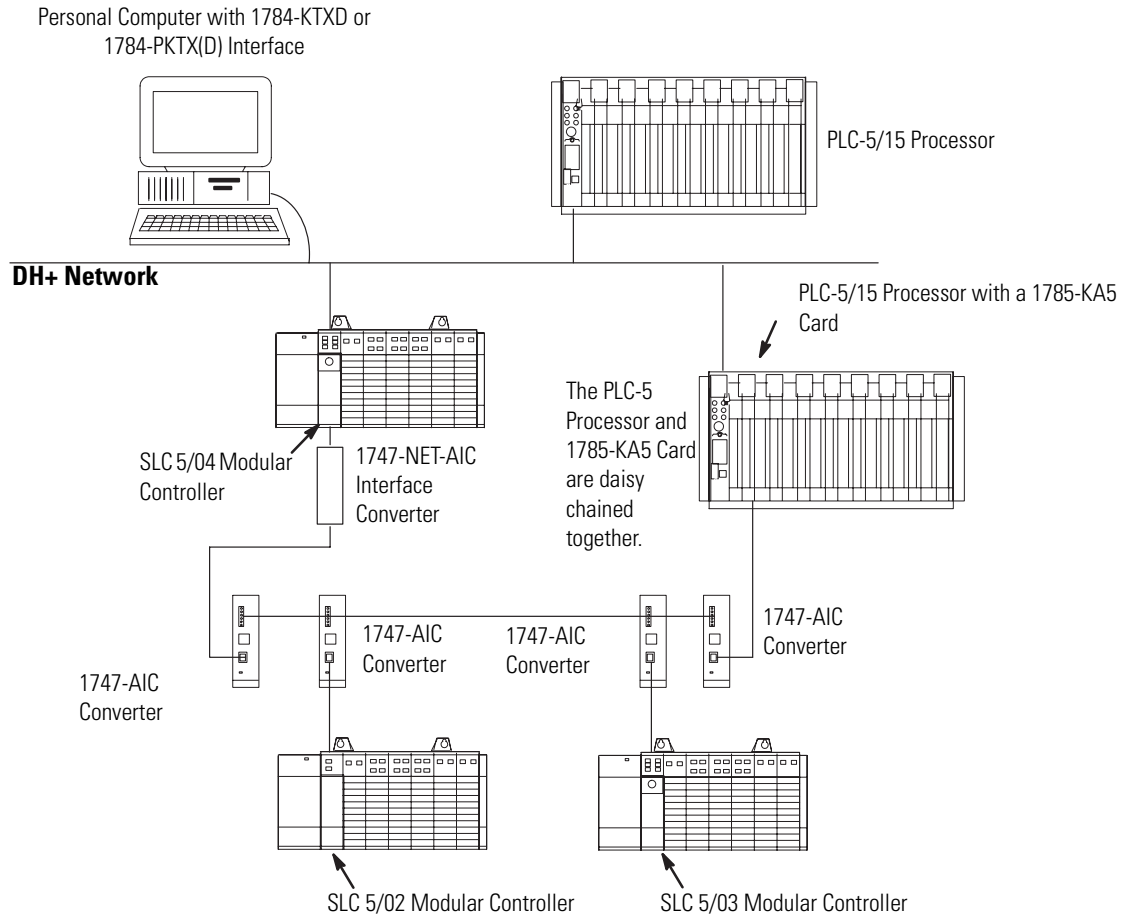 Personal Computer with 1784-KTXD or
1784-PKTX(D) Interface
PLC-5/15 Processor
DH+ Network
PLC-5/15 Processor with a 1785-KA5
Card
The PLC-5
Processor and
1785-KA5 Card
are daisy
chained
together.
SLC 5/04 Modular
Controller
1747-NET-AIC
Interface
Converter
1747-AIC
Converter
1747-AIC
Converter
1747-AIC
Converter
1747-AIC
Converter
SLC 5/02 Modular Controller
SLC 5/03 Modular Controller